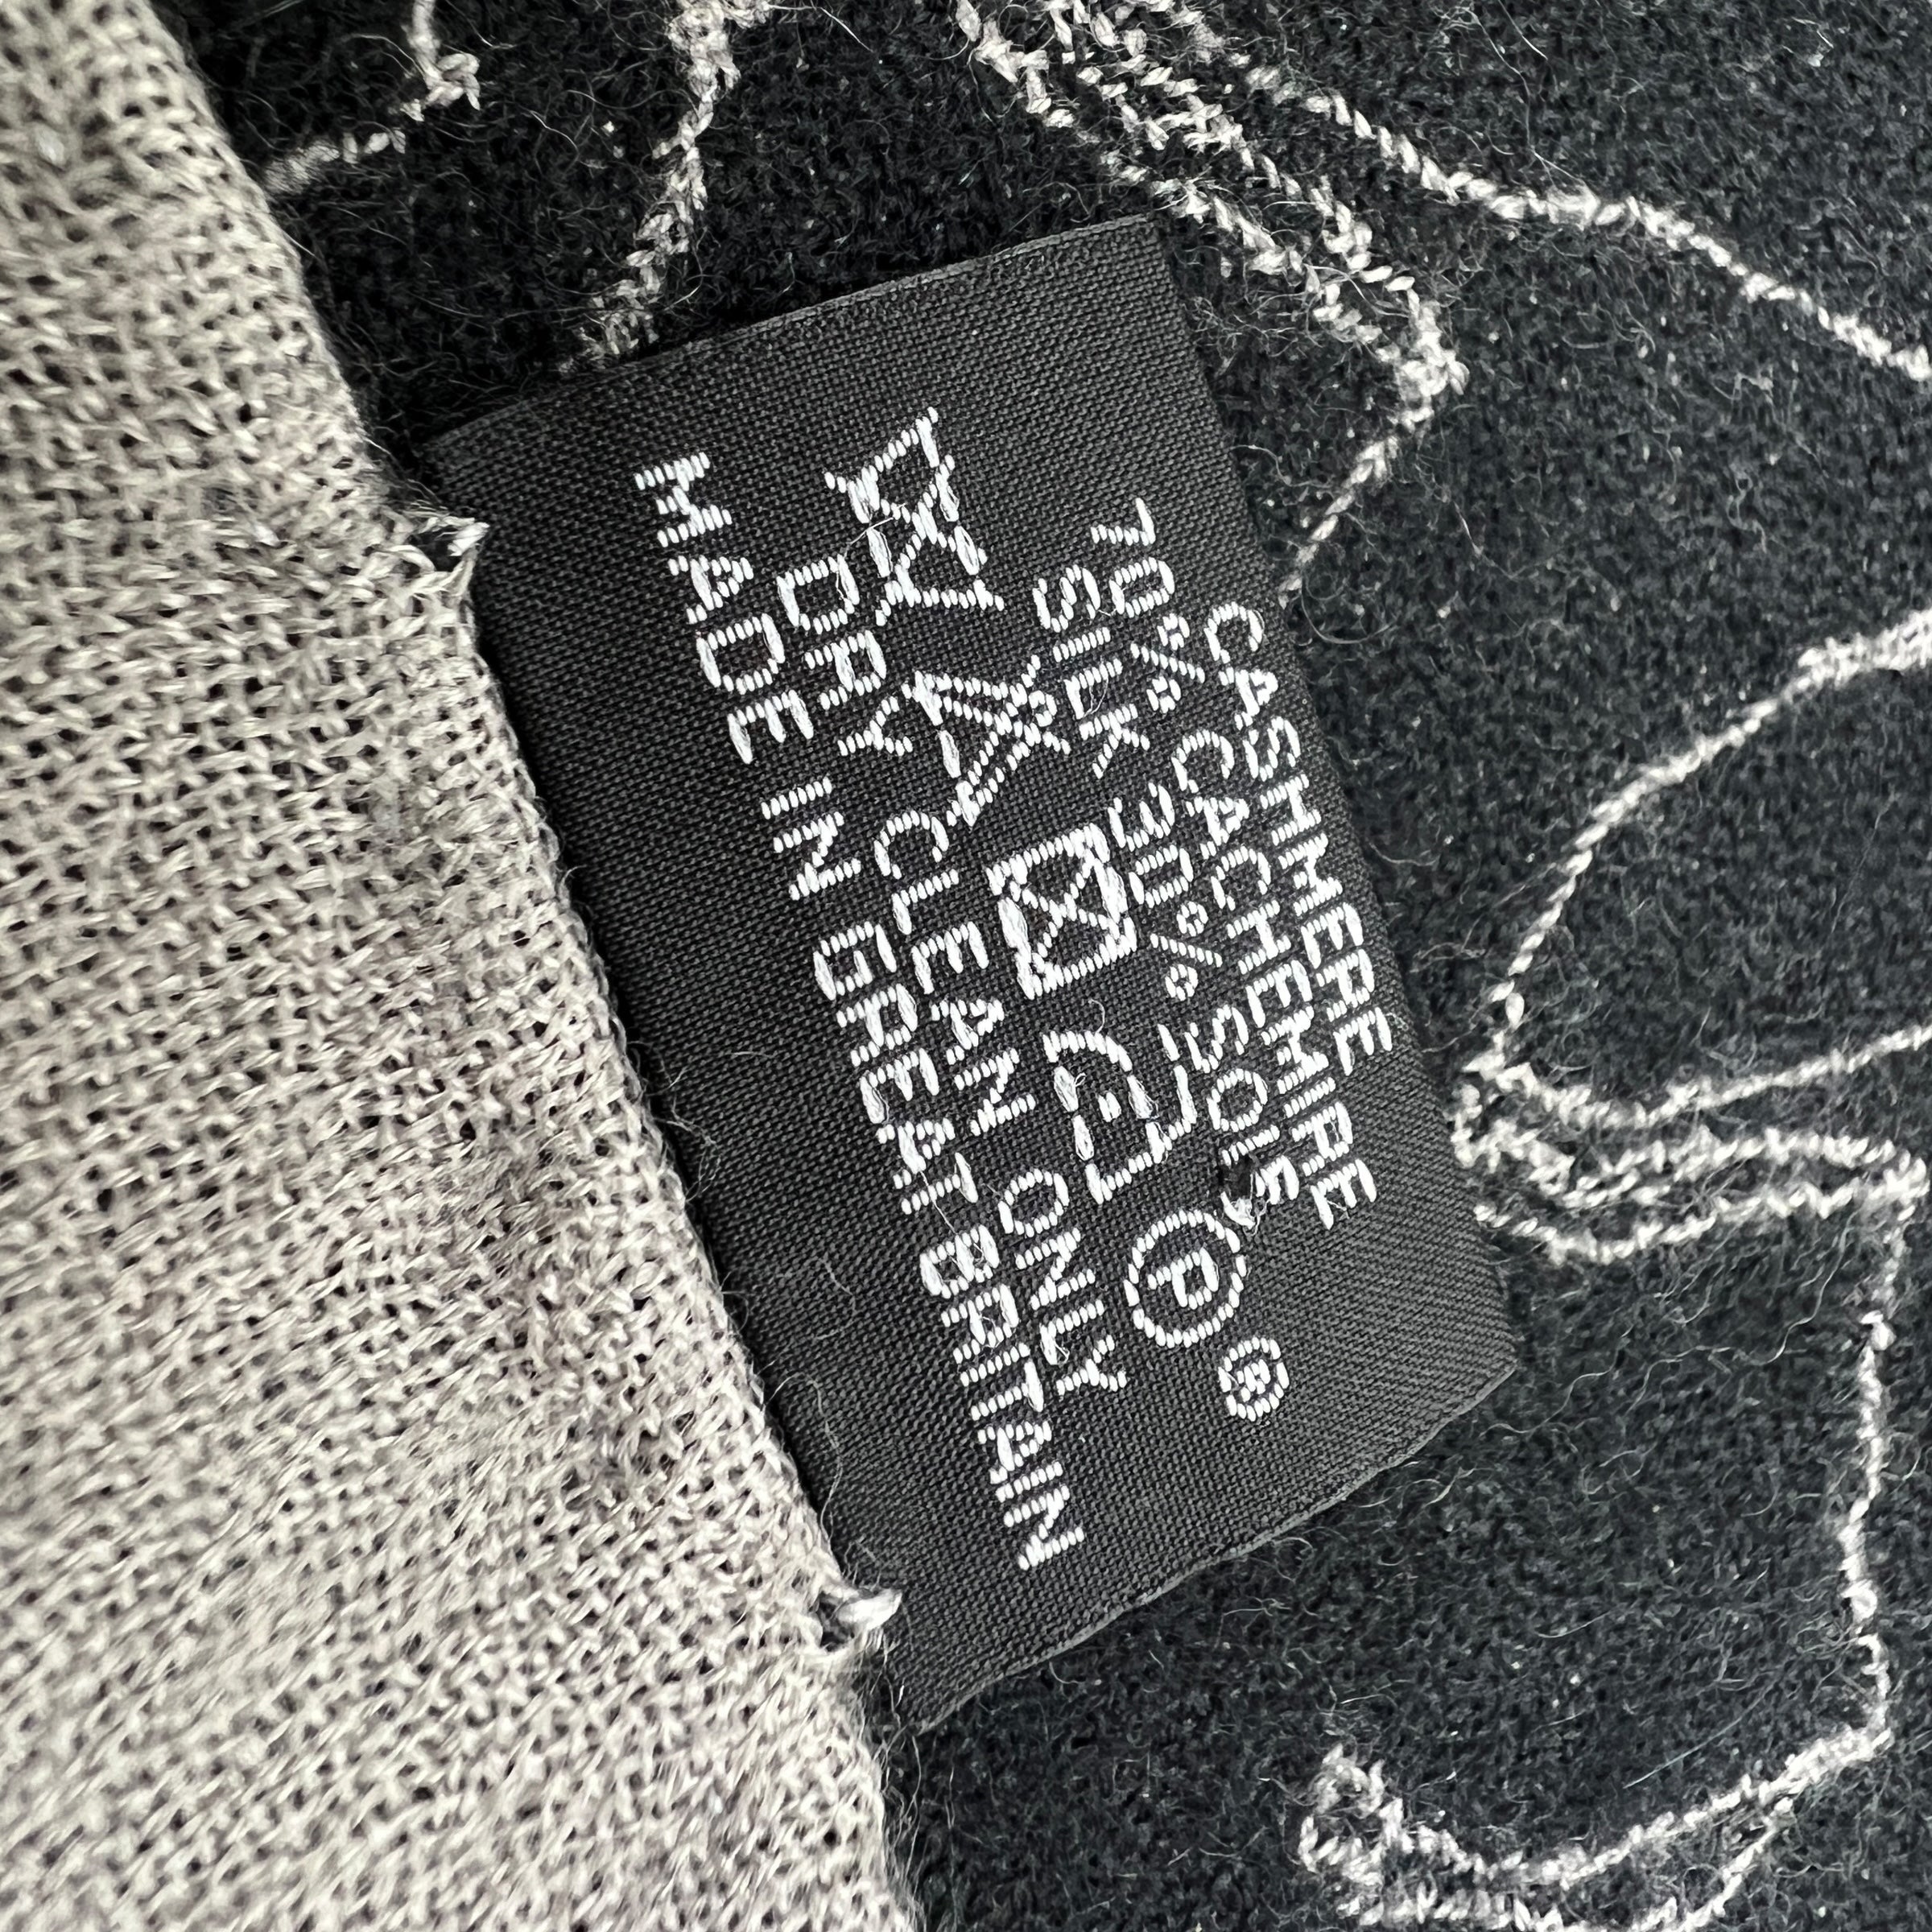 CASHMERE
70% CACHEMIRE
SILK 30% SOIE
P ®
DRY CLEAN ONLY
MADE IN GREAT BRITAIN